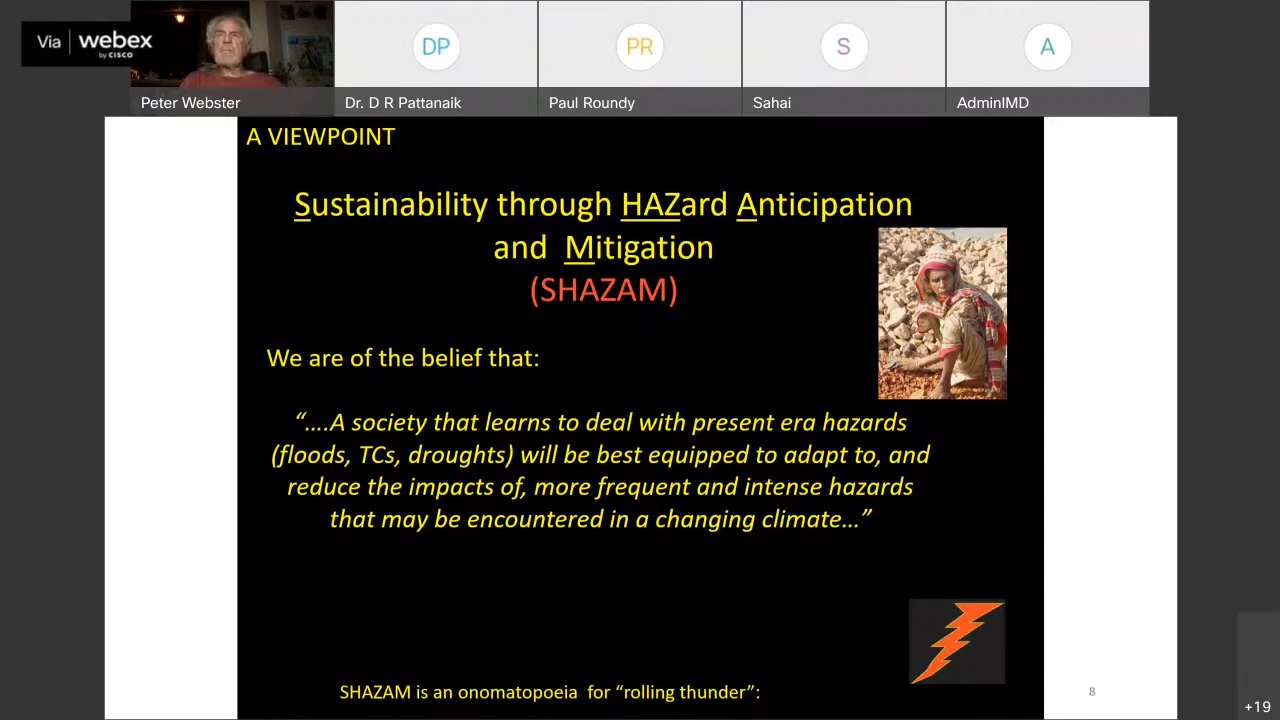 Via webex
by CISCO
DP
PR
S
A
Peter Webster
Dr. D R Pattanaik
Paul Roundy
Sahai
AdminIMD
A VIEWPOINT
Sustainability through HAZard Anticipation
and Mitigation
(SHAZAM)
We are of the belief that:
“....A society that learns to deal with present era hazards
(floods, TCs, droughts) will be best equipped to adapt to, and
reduce the impacts of, more frequent and intense hazards
that may be encountered in a changing climate...”
SHAZAM is an onomatopoeia for “rolling thunder”:
8
+19